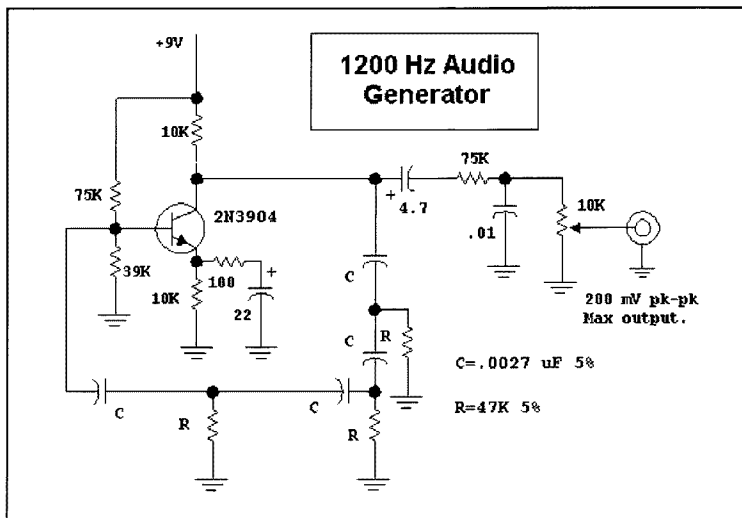 +9V
1200 Hz Audio
Generator
10K
75K
75K
+
4.7
10K
2N3904
.01
39K
100
+
10K
22
C
200 mV pk-pk
Max output.
C
R
C=.0027 uF 5%
C
R
C
R
R=47K 5%